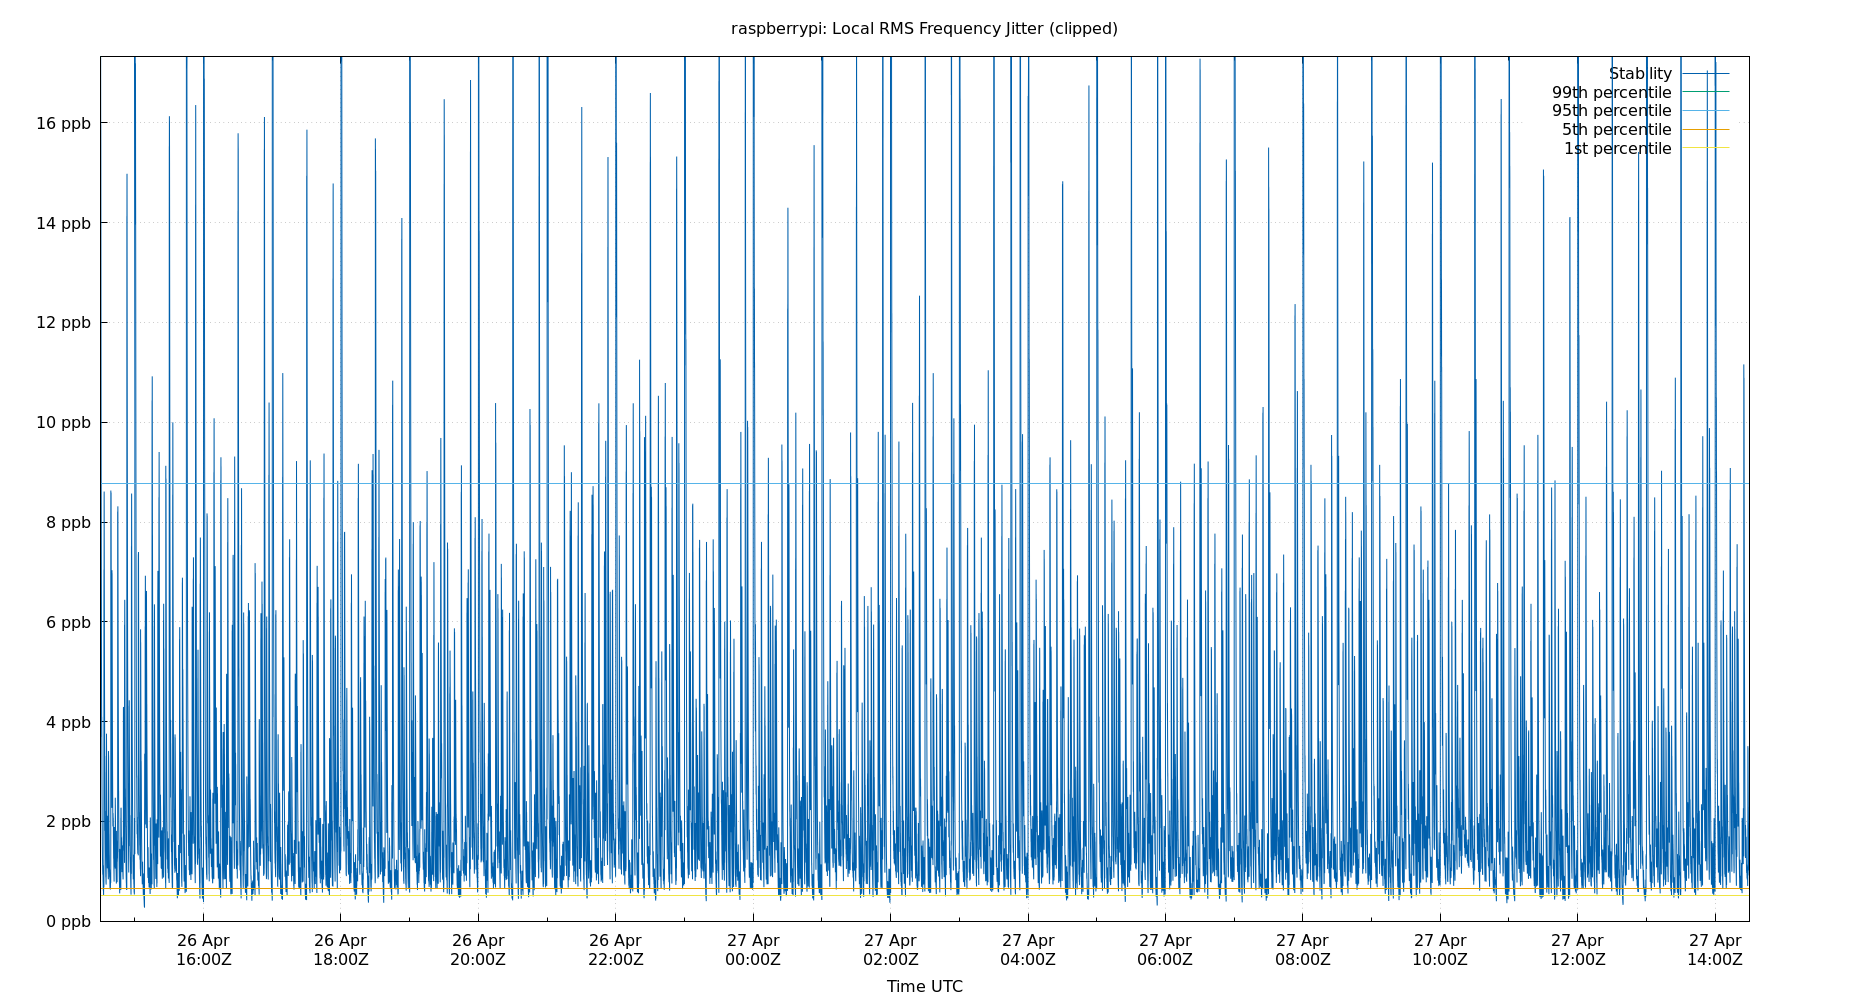 raspberrypi: Local RMS Frequency Jitter (clipped)
Stability
99th percentile
95th percentile
5th percentile
1st percentile
16 ppb
14 ppb
12 ppb
10 ppb
8 ppb
6 ppb
4 ppb
2 ppb
0 ppb
26 Apr 26 Apr 26 Apr 26 Apr 27 Apr 27 Apr 27 Apr 27 Apr 27 Apr 27 Apr 27 Apr 27 Apr
16:00Z 18:00Z 20:00Z 22:00Z 00:00Z 02:00Z 04:00Z 06:00Z 08:00Z 10:00Z 12:00Z 14:00Z
Time UTC